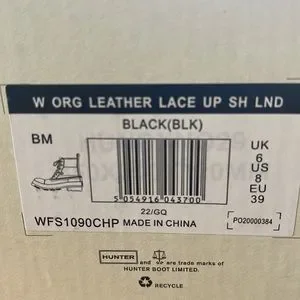 W ORG LEATHER LACE UP SH LND
BLACK(BLK)
BM
UK
6
US
8
EU
39
5 054916 043700
22/GQ
WFS1090CHP MADE IN CHINA
PO20000384
HUNTER and are trade marks of
HUNTER BOOT LIMITED.
RECYCLE